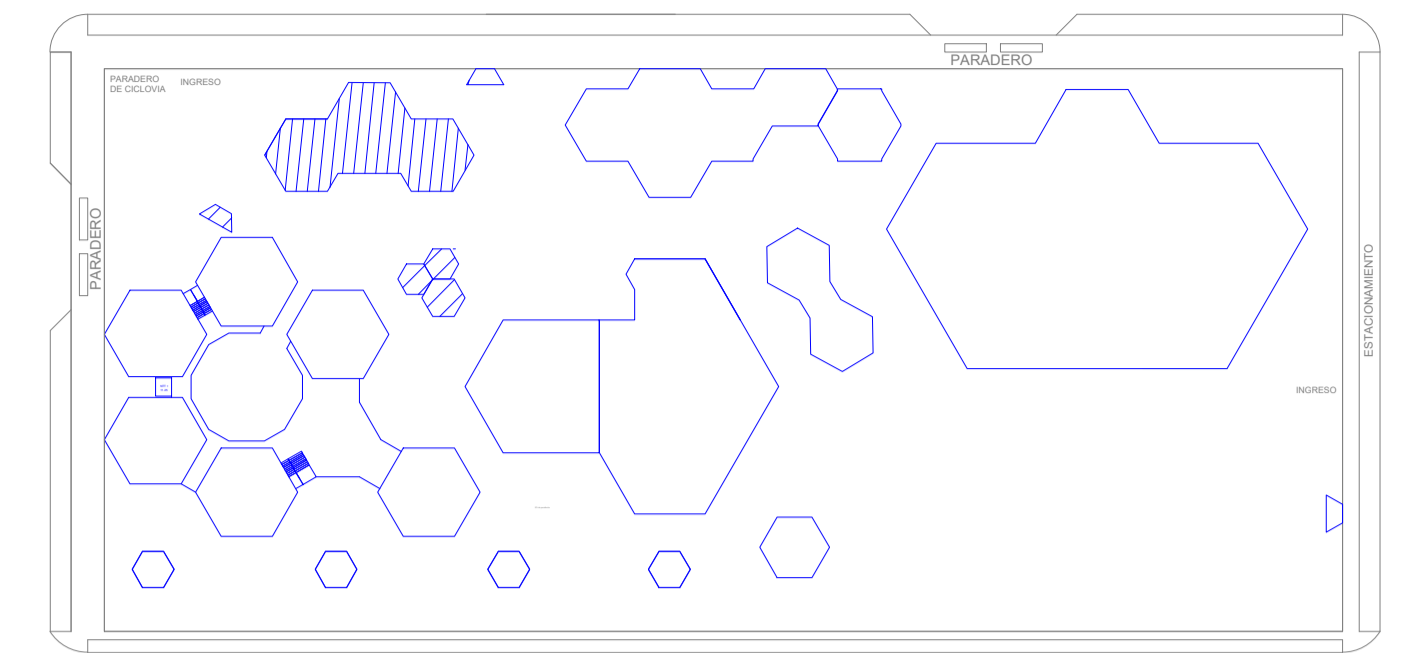 PARADERO
PARADERO
DE CICLOVIA
INGRESO
PARADERO
ESTACIONAMIENTO
INGRESO